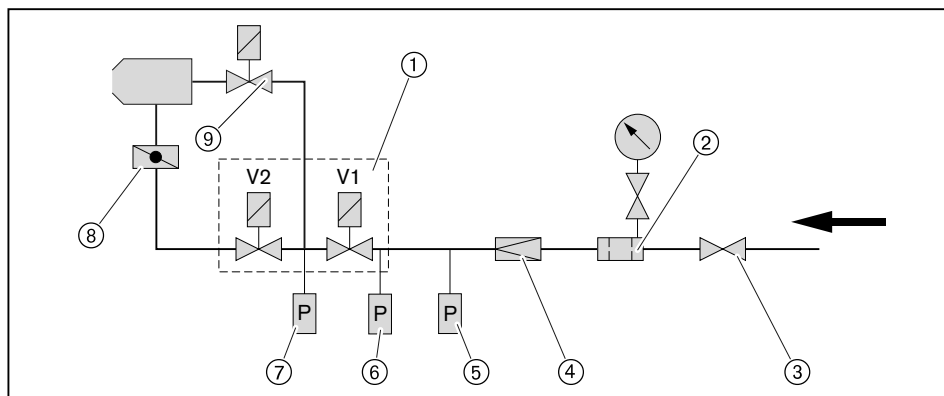 ①
⑨
②
V2 V1
⑧
P P P
⑦ ⑥ ⑤ ④ ③